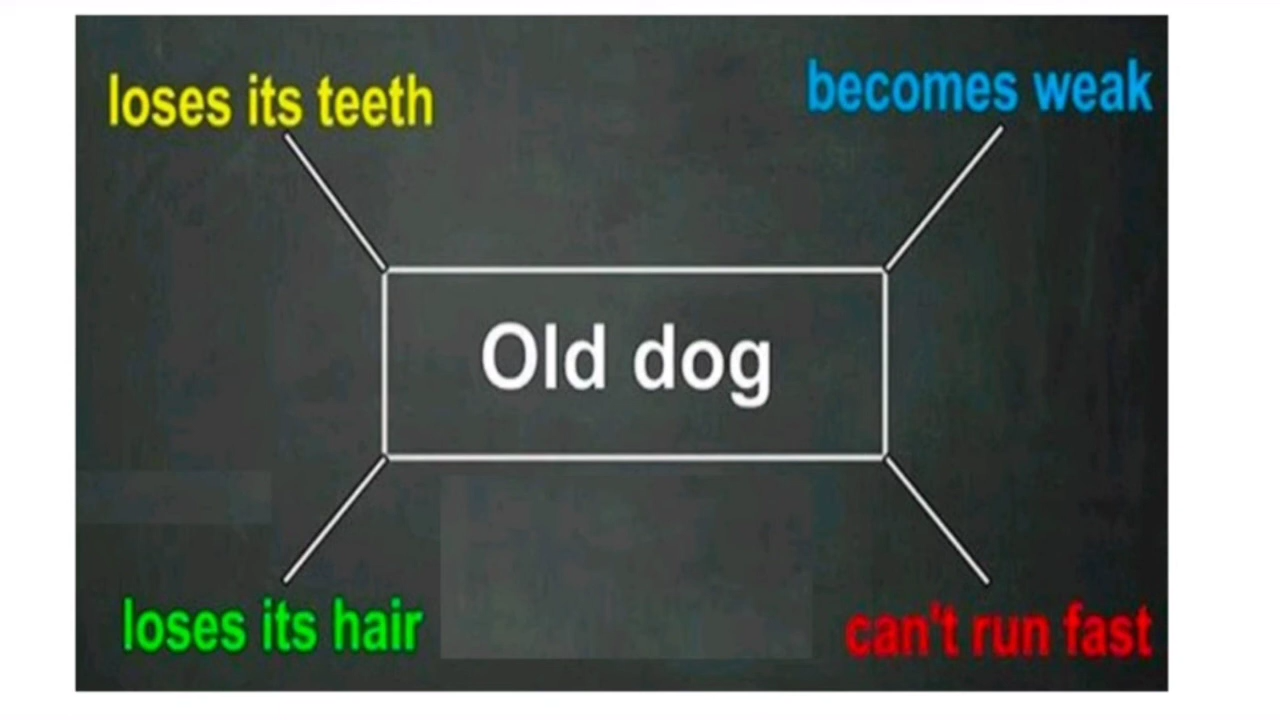 loses its teeth
becomes weak
Old dog
loses its hair
can't run fast